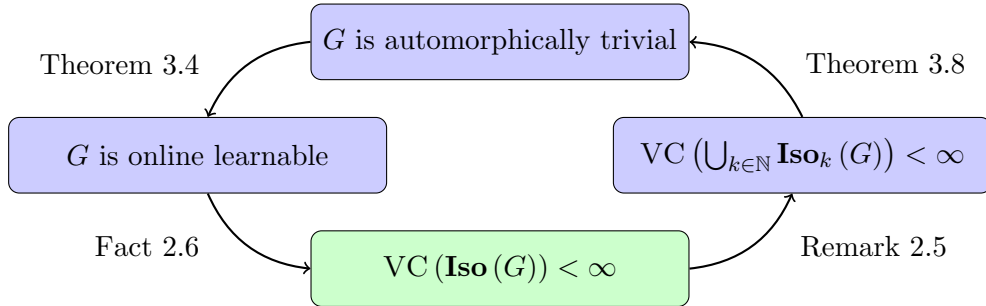 G is automorphically trivial
Theorem 3.4
Theorem 3.8
G is online learnable
VC (⋃_{k∈ℕ} Iso_k (G)) < ∞
Fact 2.6
Remark 2.5
VC (Iso (G)) < ∞